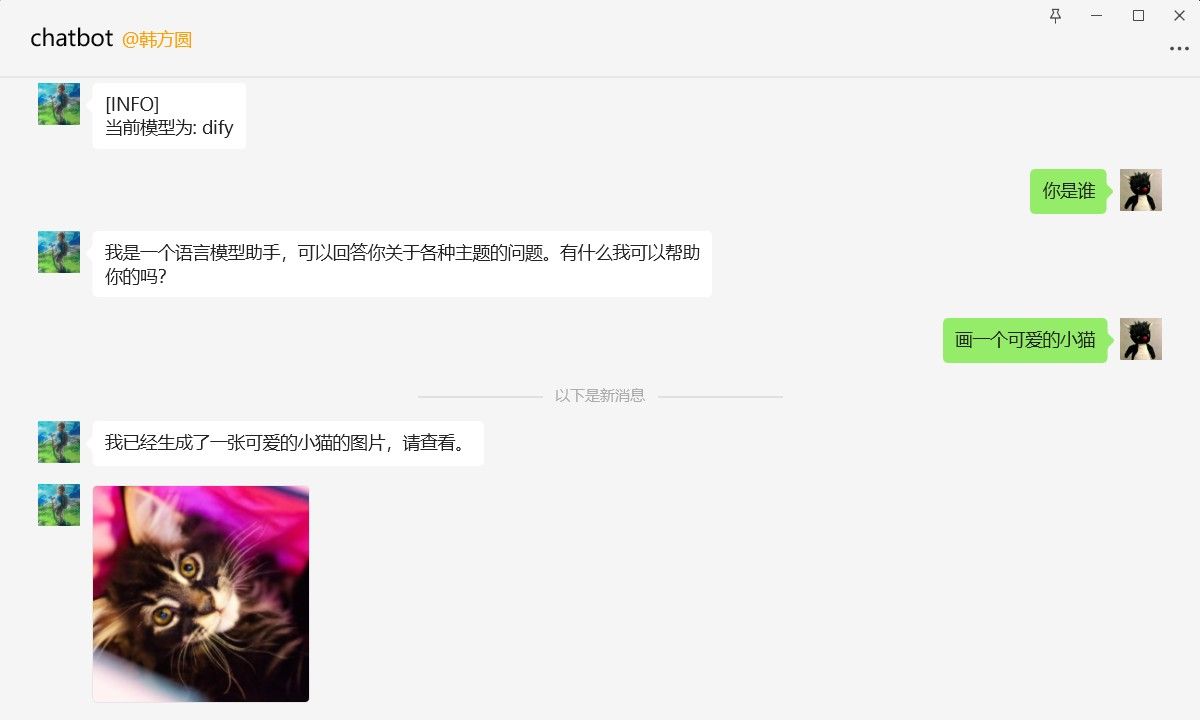 chatbot @韩方圆
[INFO]
当前模型为: dify
你是谁
我是一个语言模型助手，可以回答你关于各种主题的问题。有什么我可以帮助
你的吗？
画一个可爱的小猫
以下是新消息
我已经生成了一张可爱的小猫的图片，请查看。